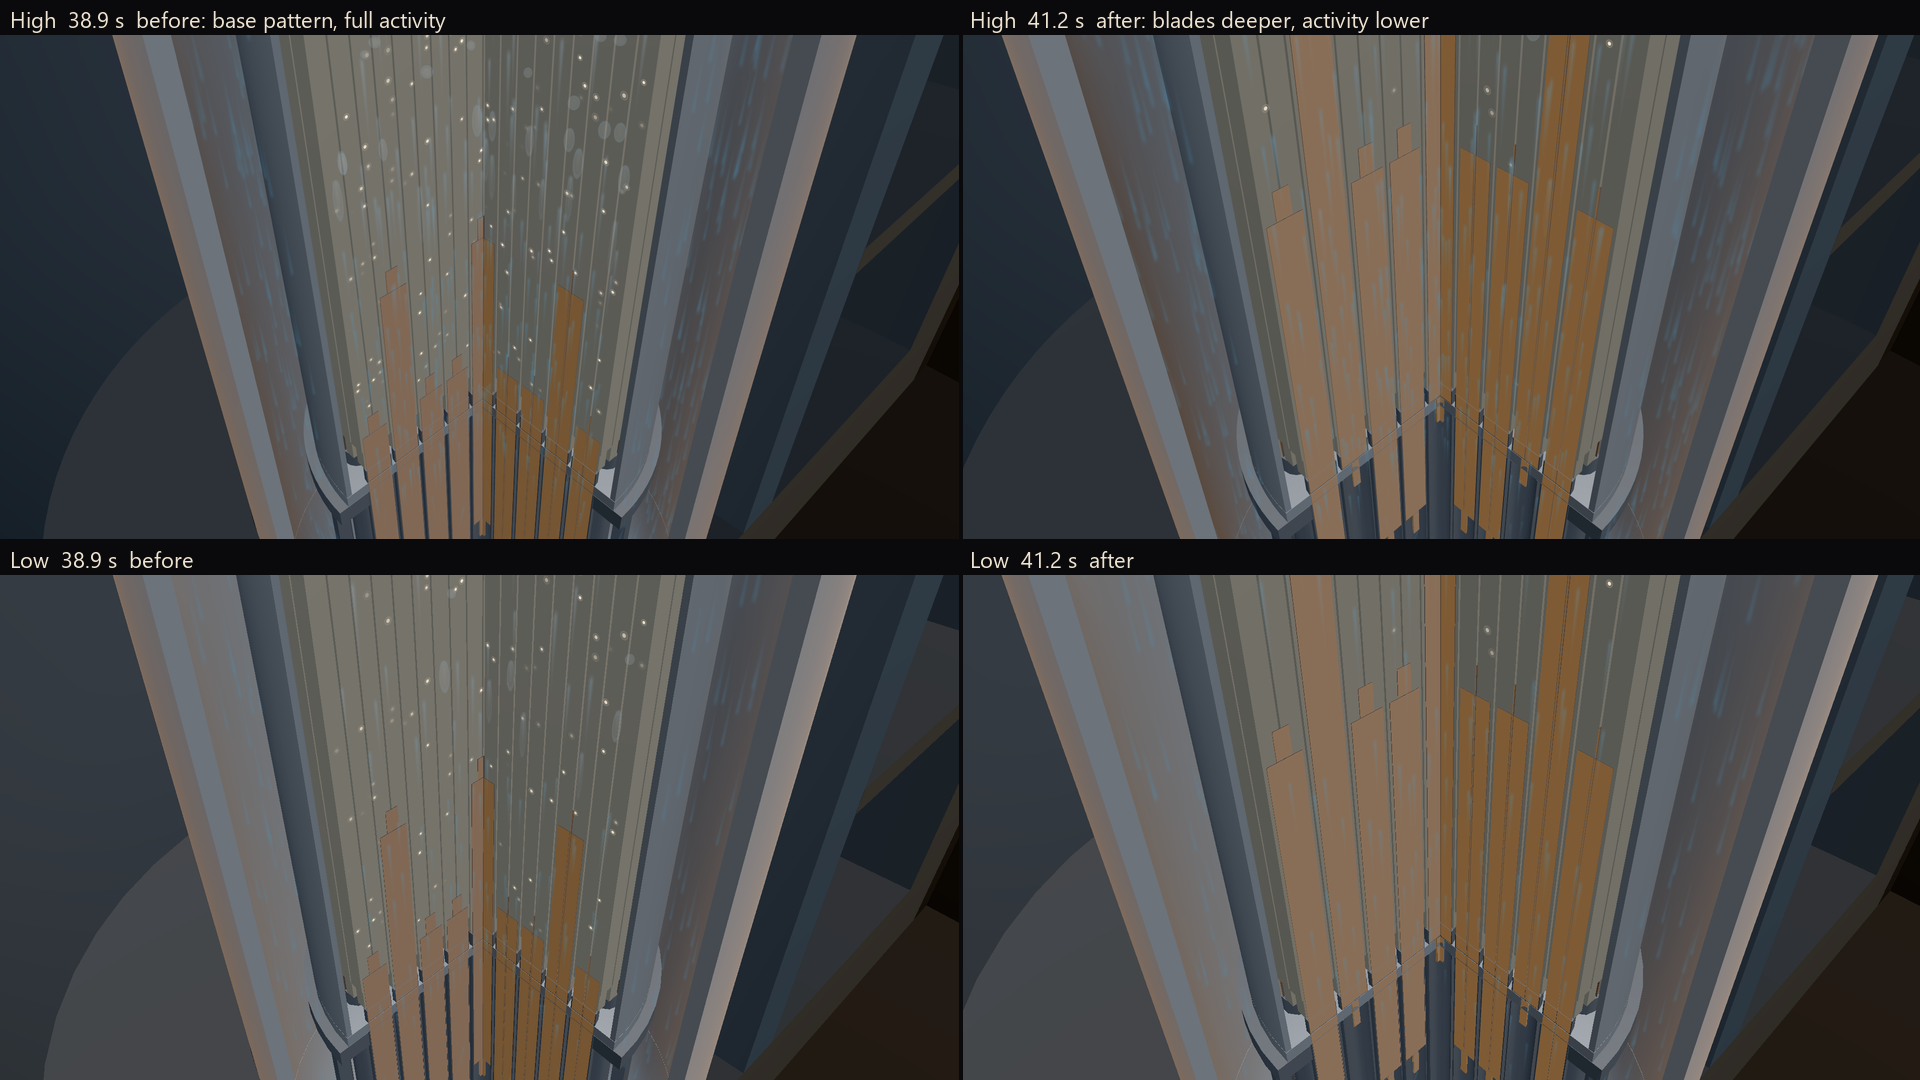 High  38.9 s  before: base pattern, full activity
High  41.2 s  after: blades deeper, activity lower
Low  38.9 s  before
Low  41.2 s  after